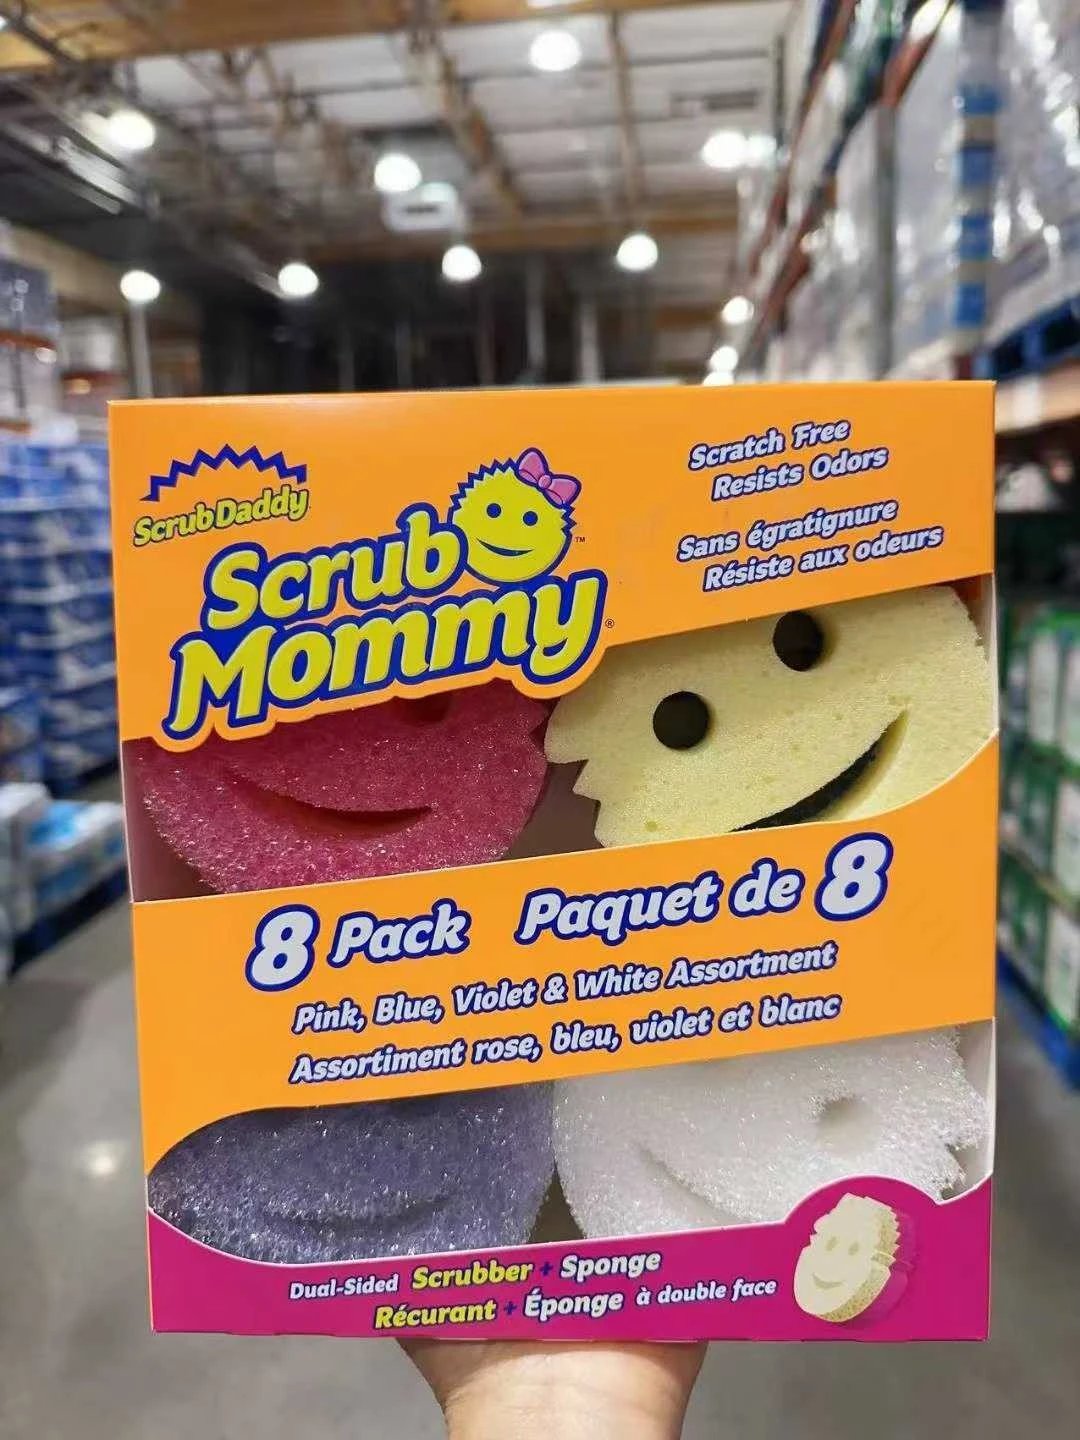 ScrubDaddy
Scrub
Mommy
Scratch Free
Resists Odors
Sans égratignure
Résiste aux odeurs
8 Pack Paquet de 8
Pink, Blue, Violet & White Assortment
Assortiment rose, bleu, violet et blanc
Dual-Sided Scrubber + Sponge
Récurant + Éponge à double face